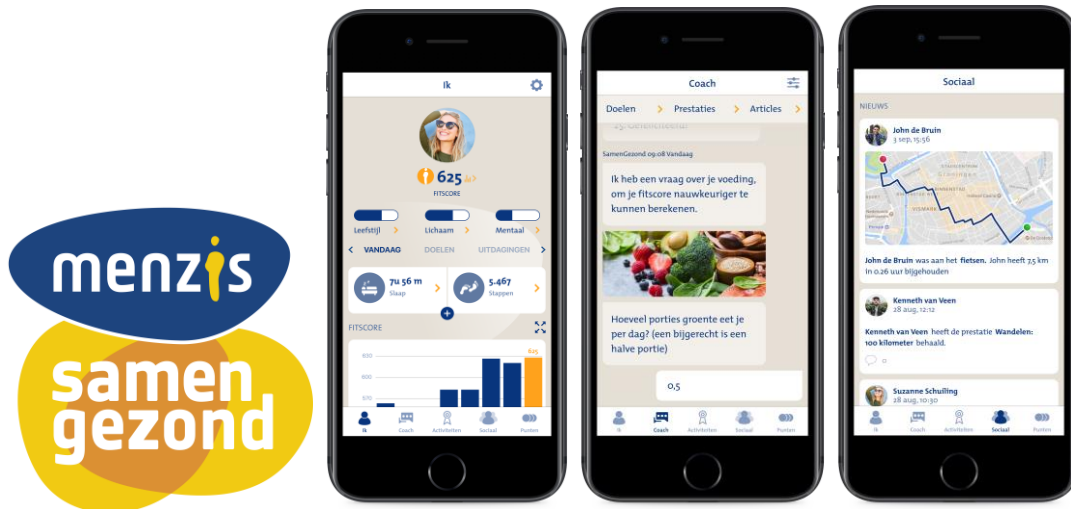 menzis
samen
gezond
Ik
625
FITSCORE
Leefstijl
Lichaam
Mentaal
VANDAAG
DOELEN
UITDAGINGEN
7u 56 m
Slaap
5.467
Stappen
FITSCORE
625
600
Ik
Coach
Activiteiten
Sociaal
Punten
Coach
Doelen
Prestaties
Articles
SamenGezond 09:08 Vandaag
Ik heb een vraag over je voeding,
om je fitscore nauwkeuriger te
kunnen berekenen.
Hoeveel porties groente eet je
per dag? (een bijgerecht is een
halve portie)
0,5
Ik
Coach
Activiteiten
Sociaal
Punten
Sociaal
NIEUWS
John de Bruin
3 sep, 15:56
Groningen
John de Bruin was aan het fietsen. John heeft 7,5 km
in 0.26 uur bijgehouden
Kenneth van Veen
28 aug, 12:12
Kenneth van Veen heeft de prestatie Wandelen:
100 kilometer behaald.
0
Suzanne Schulling
28 aug, 10:30
Ik
Coach
Activiteiten
Sociaal
Punten